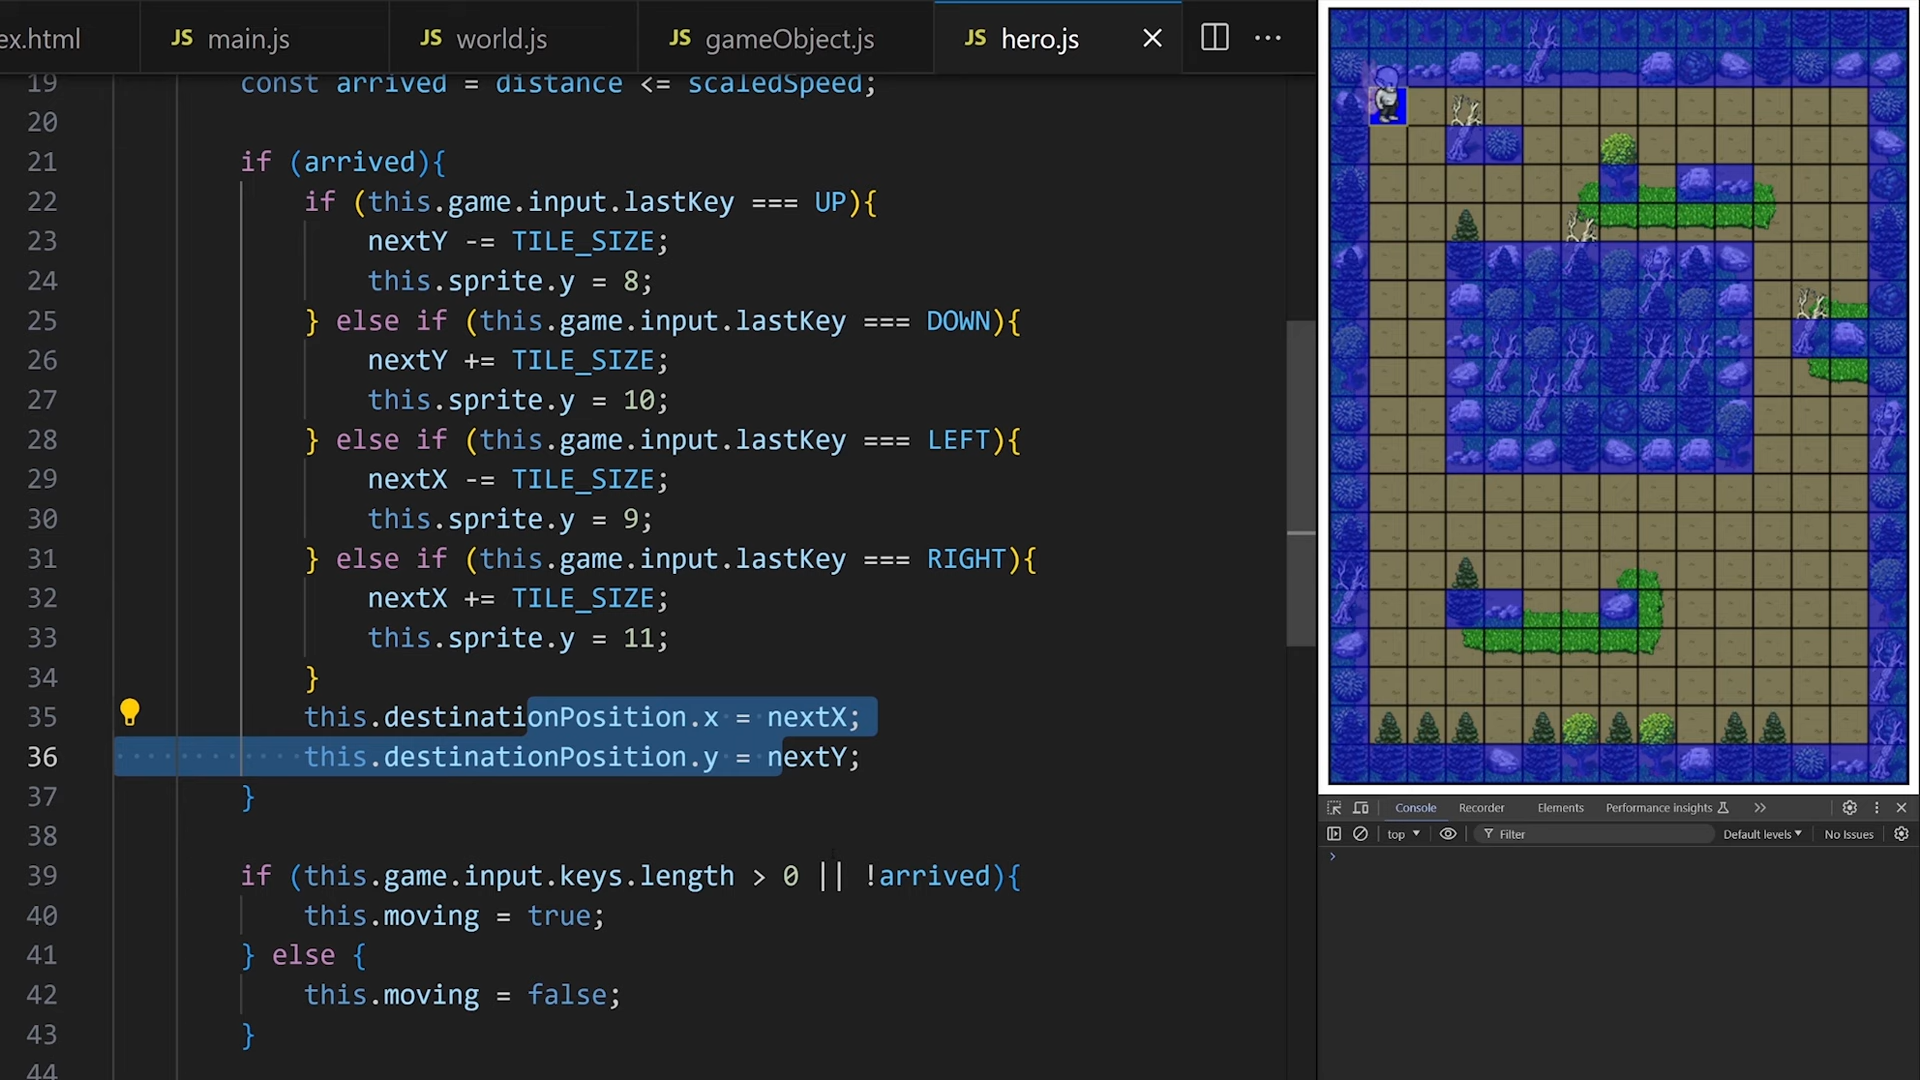 ex.html
JS main.js
JS world.js
JS gameObject.js
JS hero.js
19 const arrived = distance <= scaledSpeed;
20
21 if (arrived){
22 if (this.game.input.lastKey === UP){
23 nextY -= TILE_SIZE;
24 this.sprite.y = 8;
25 } else if (this.game.input.lastKey === DOWN){
26 nextY += TILE_SIZE;
27 this.sprite.y = 10;
28 } else if (this.game.input.lastKey === LEFT){
29 nextX -= TILE_SIZE;
30 this.sprite.y = 9;
31 } else if (this.game.input.lastKey === RIGHT){
32 nextX += TILE_SIZE;
33 this.sprite.y = 11;
34 }
35 this.destinationPosition.x = nextX;
36 this.destinationPosition.y = nextY;
37 }
38
39 if (this.game.input.keys.length > 0 || !arrived){
40 this.moving = true;
41 } else {
42 this.moving = false;
43 }
44
Console Recorder Elements Performance insights
top Filter Default levels No Issues